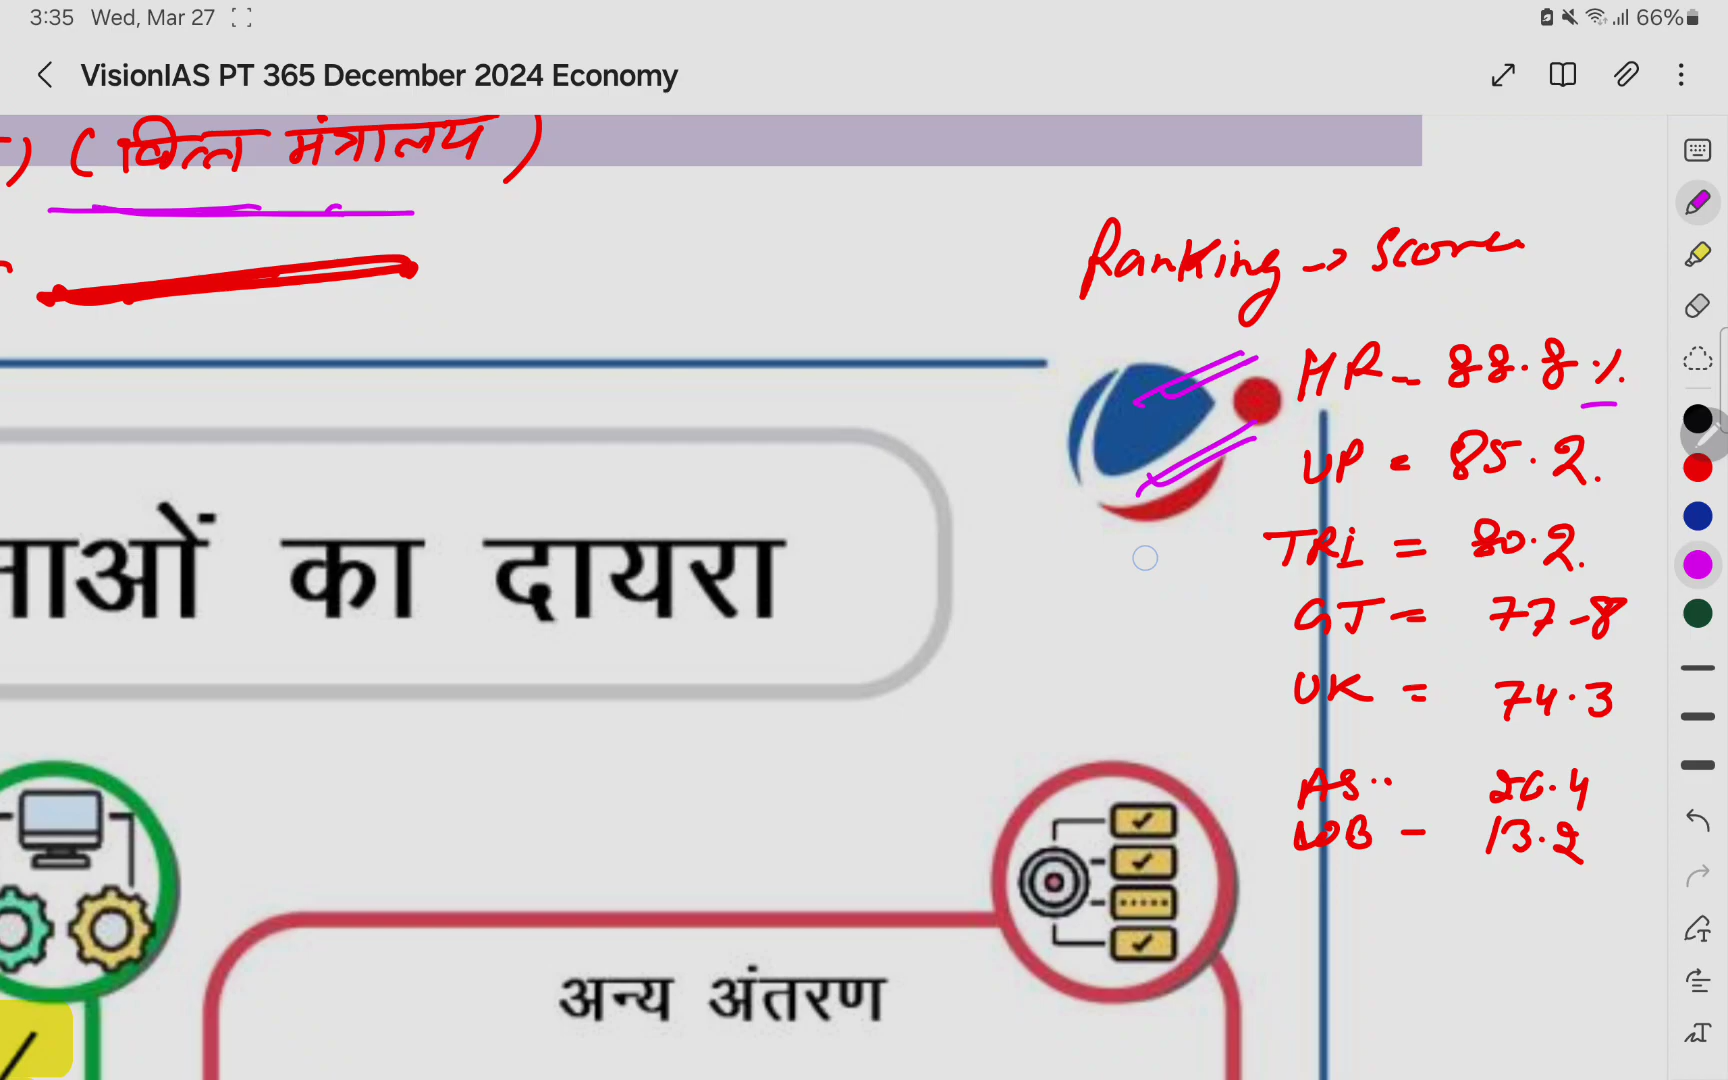 3:35 Wed, Mar 27 66%
VisionIAS PT 365 December 2024 Economy
) (वित्त मंत्रालय)
Ranking → Score
HR - 88.8 %
UP = 85.2.
TRI = 80.2.
GJ = 77.8
UK = 74.3
AS.. 26.4
WB - 13.2
नाओं का दायरा
अन्य अंतरण